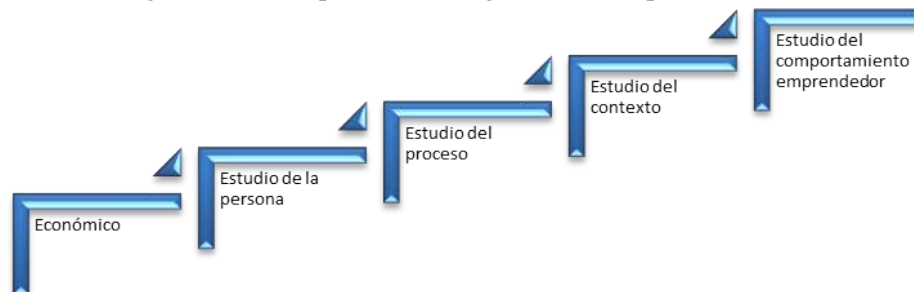 Económico
Estudio de la
persona
Estudio del
proceso
Estudio del
contexto
Estudio del
comportamiento
emprendedor